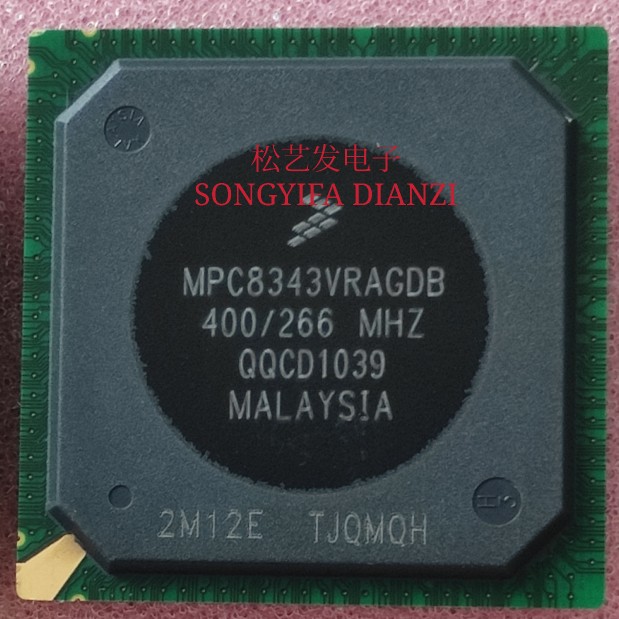 松艺发电子
SONGYIFA DIANZI
MPC8343VRAGDB
400/266 MHZ
QQCD1039
MALAYSIA
2M12E TJQMQH